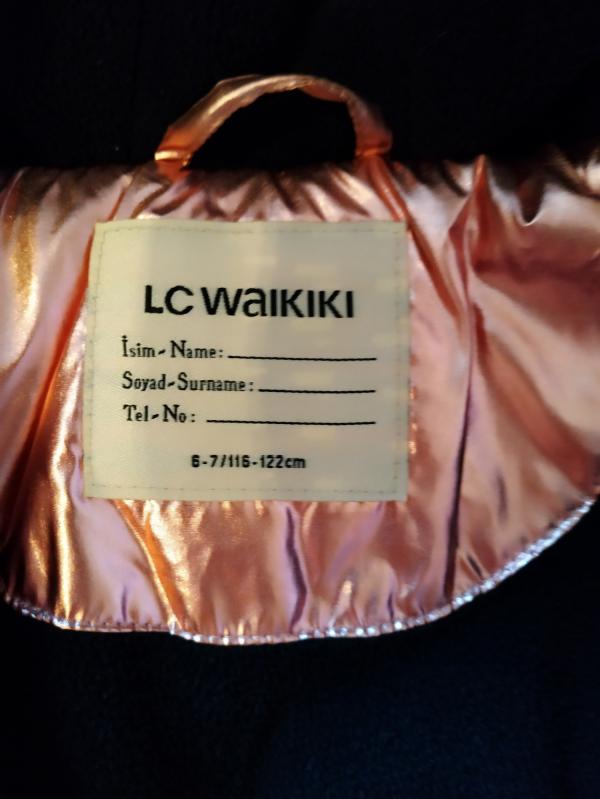 LC WAIKIKI
İsim-Name:
Soyad-Surname:
Tel-No:
6-7/116-122cm